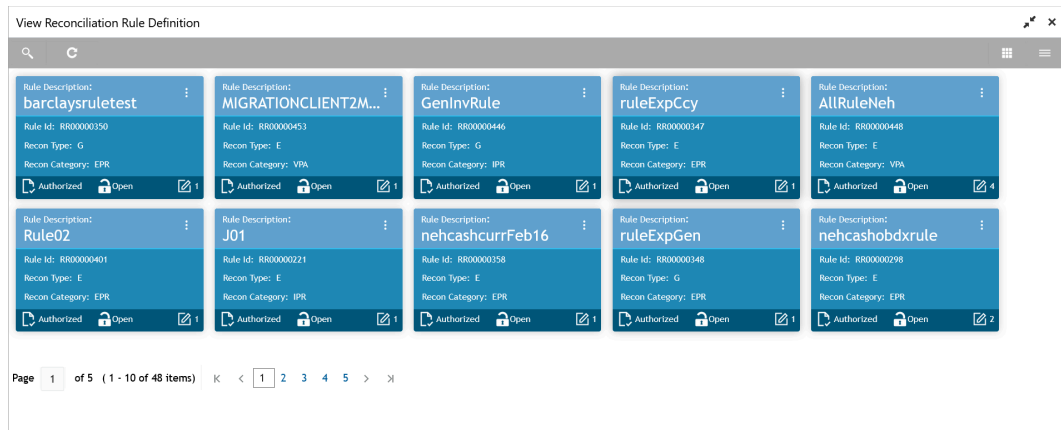 View Reconciliation Rule Definition
Rule Description:
barclaysruletest
Rule Id: RR00000350
Recon Type: G
Recon Category: EPR
Authorized Open 1
Rule Description:
MIGRATIONCLIENT2M...
Rule Id: RR00000453
Recon Type: E
Recon Category: VPA
Authorized Open 1
Rule Description:
GenInvRule
Rule Id: RR00000446
Recon Type: G
Recon Category: IPR
Authorized Open 1
Rule Description:
ruleExpCcy
Rule Id: RR00000347
Recon Type: E
Recon Category: EPR
Authorized Open 1
Rule Description:
AllRuleNeh
Rule Id: RR00000448
Recon Type: E
Recon Category: VPA
Authorized Open 4
Rule Description:
Rule02
Rule Id: RR00000401
Recon Type: E
Recon Category: EPR
Authorized Open 1
Rule Description:
J01
Rule Id: RR00000221
Recon Type: E
Recon Category: IPR
Authorized Open 1
Rule Description:
nehcashcurrFeb16
Rule Id: RR00000358
Recon Type: E
Recon Category: EPR
Authorized Open 1
Rule Description:
ruleExpGen
Rule Id: RR00000348
Recon Type: G
Recon Category: EPR
Authorized Open 1
Rule Description:
nehcashobdxrule
Rule Id: RR00000298
Recon Type: E
Recon Category: EPR
Authorized Open 2
Page 1 of 5 (1 - 10 of 48 items) 1 2 3 4 5